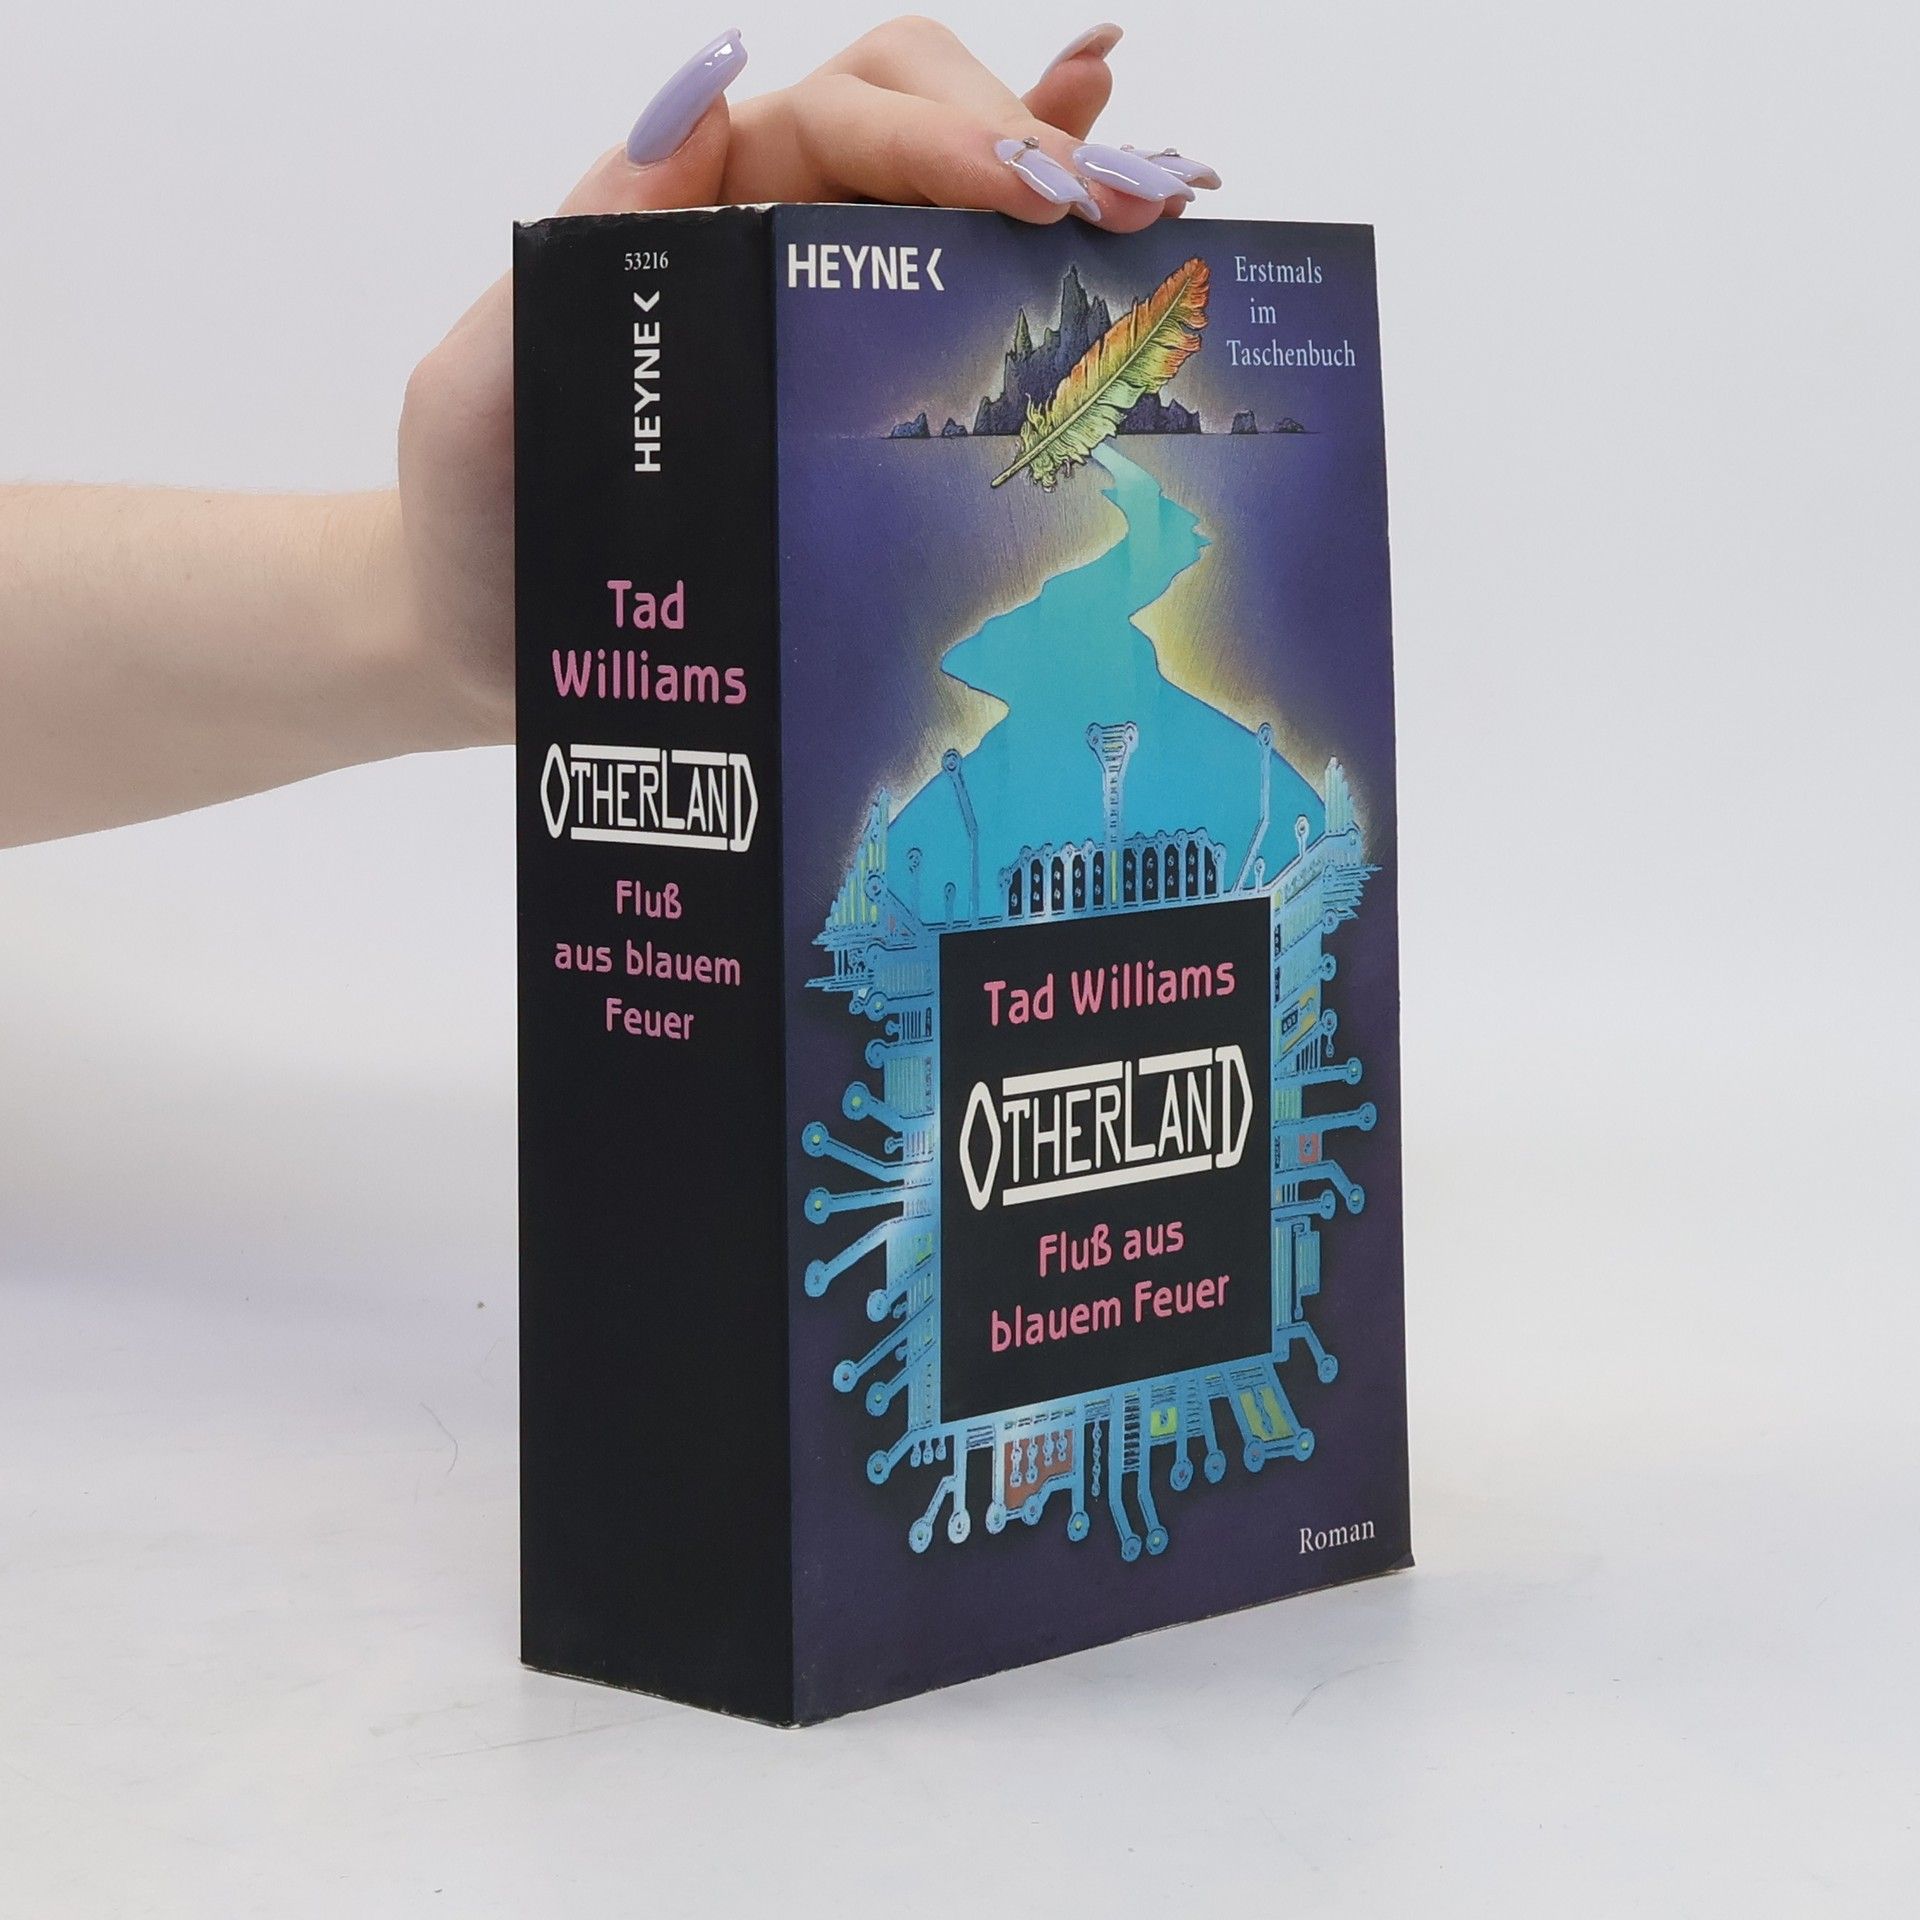 53216
HEYNE
Tad
Williams
OTHERLAND
Fluß
aus blauem
Feuer
HEYNE
Erstmals
im
Taschenbuch
Tad Williams
OTHERLAND
Fluß aus
blauem Feuer
Roman